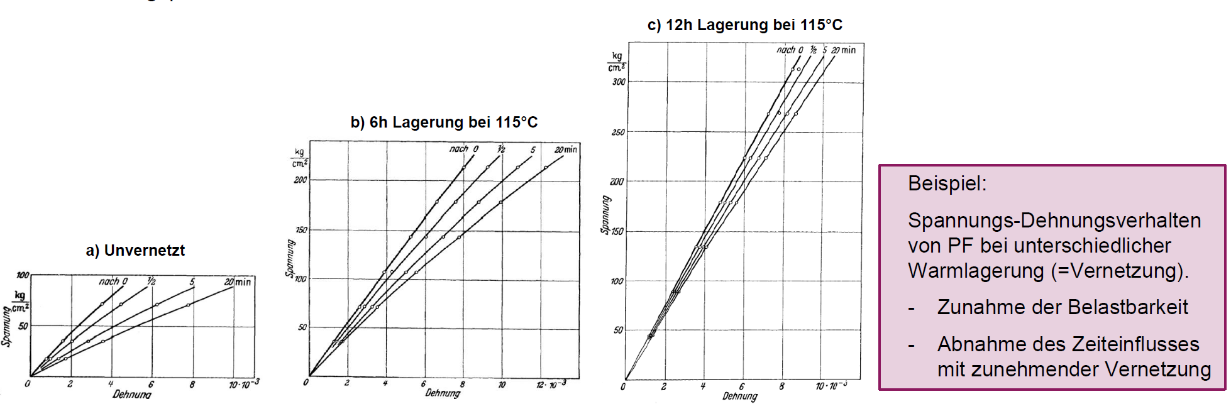 c) 12h Lagerung bei 115°C
kg/cm²
nach 0 ½ 5 20 min
300
250
200
150
100
50
Spannung
0 2 4 6 8 10·10⁻³
Dehnung
b) 6h Lagerung bei 115°C
kg/cm²
nach 0 ½ 5 20 min
200
150
100
50
Spannung
0 2 4 6 8 10 12·10⁻³
Dehnung
a) Unvernetzt
100
kg/cm²
nach 0 ½ 5 20 min
50
Spannung
0 2 4 6 8 10·10⁻³
Dehnung
Beispiel:
Spannungs-Dehnungsverhalten
von PF bei unterschiedlicher
Warmlagerung (=Vernetzung).
- Zunahme der Belastbarkeit
- Abnahme des Zeiteinflusses
mit zunehmender Vernetzung